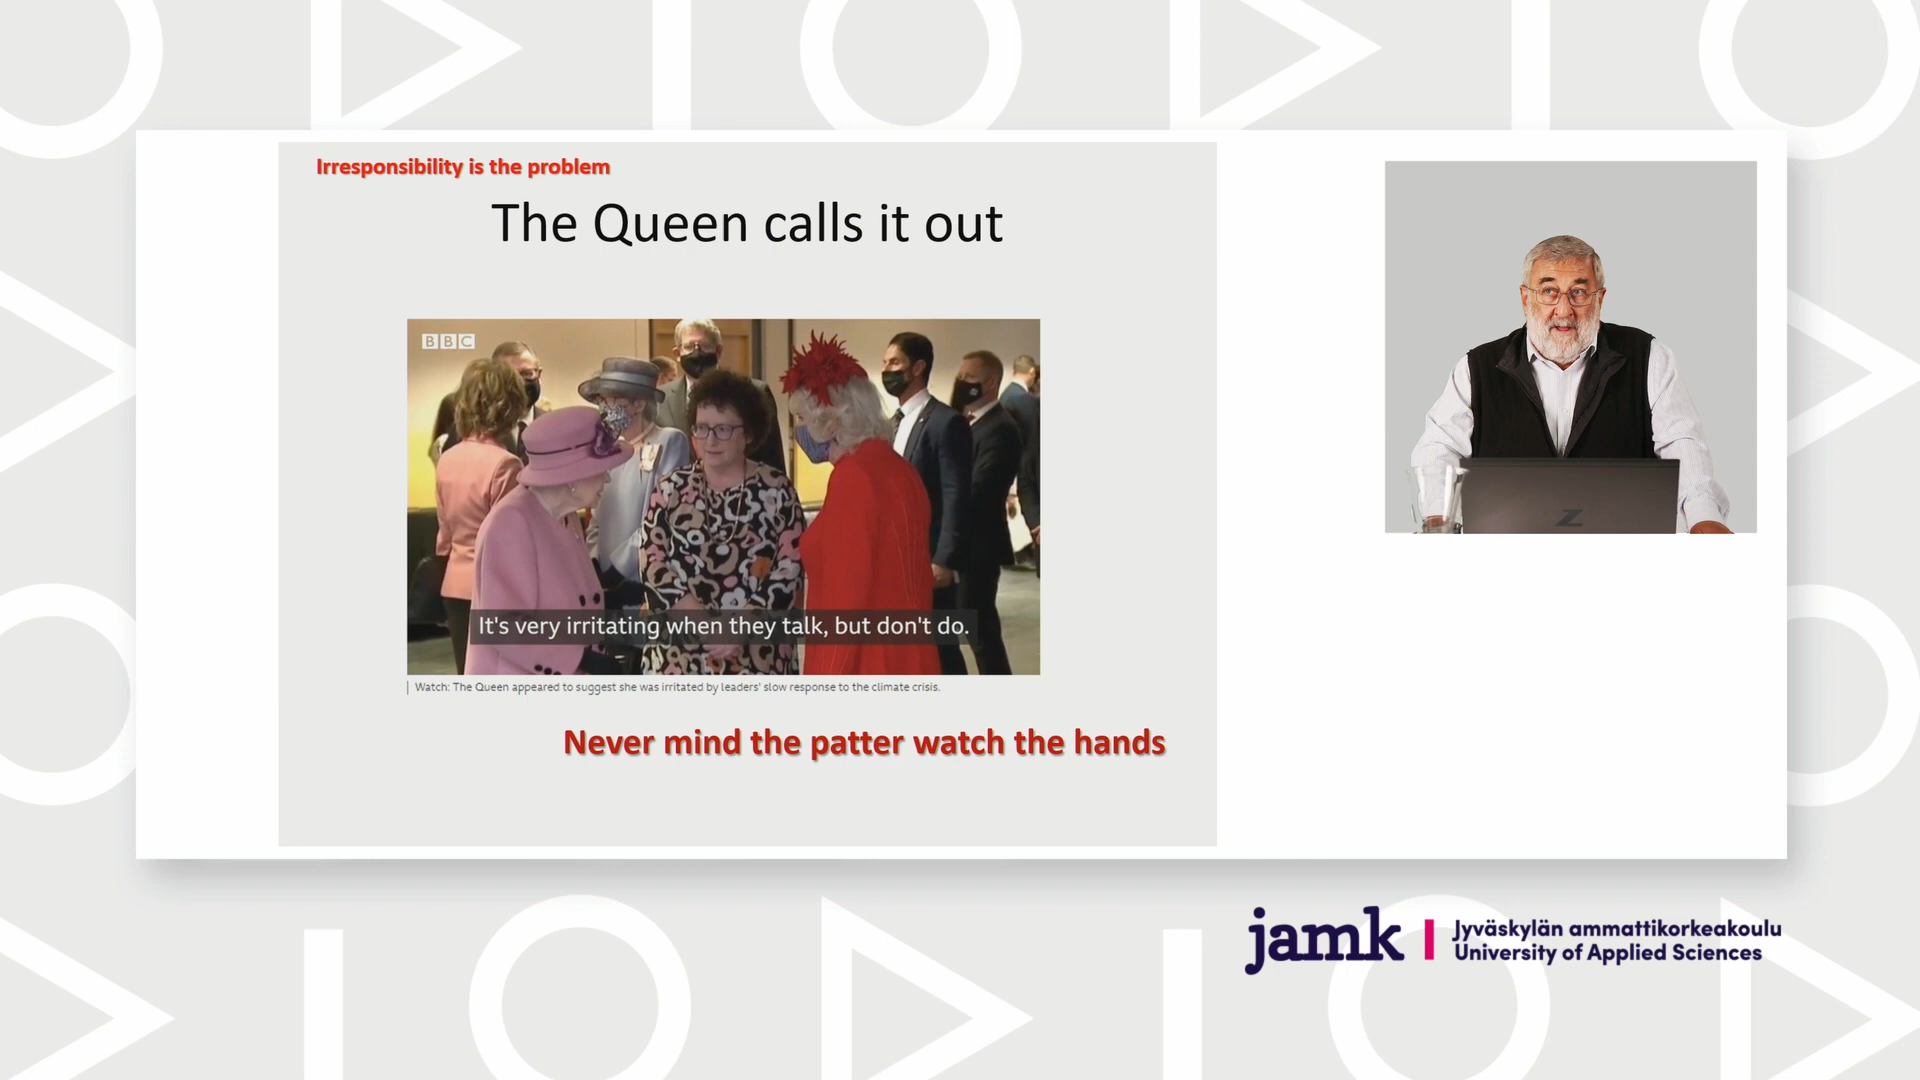 Irresponsibility is the problem
The Queen calls it out
BBC
It's very irritating when they talk, but don't do.
Watch: The Queen appeared to suggest she was irritated by leaders' slow response to the climate crisis.
Never mind the patter watch the hands
Z
jamk
Jyväskylän ammattikorkeakoulu
University of Applied Sciences